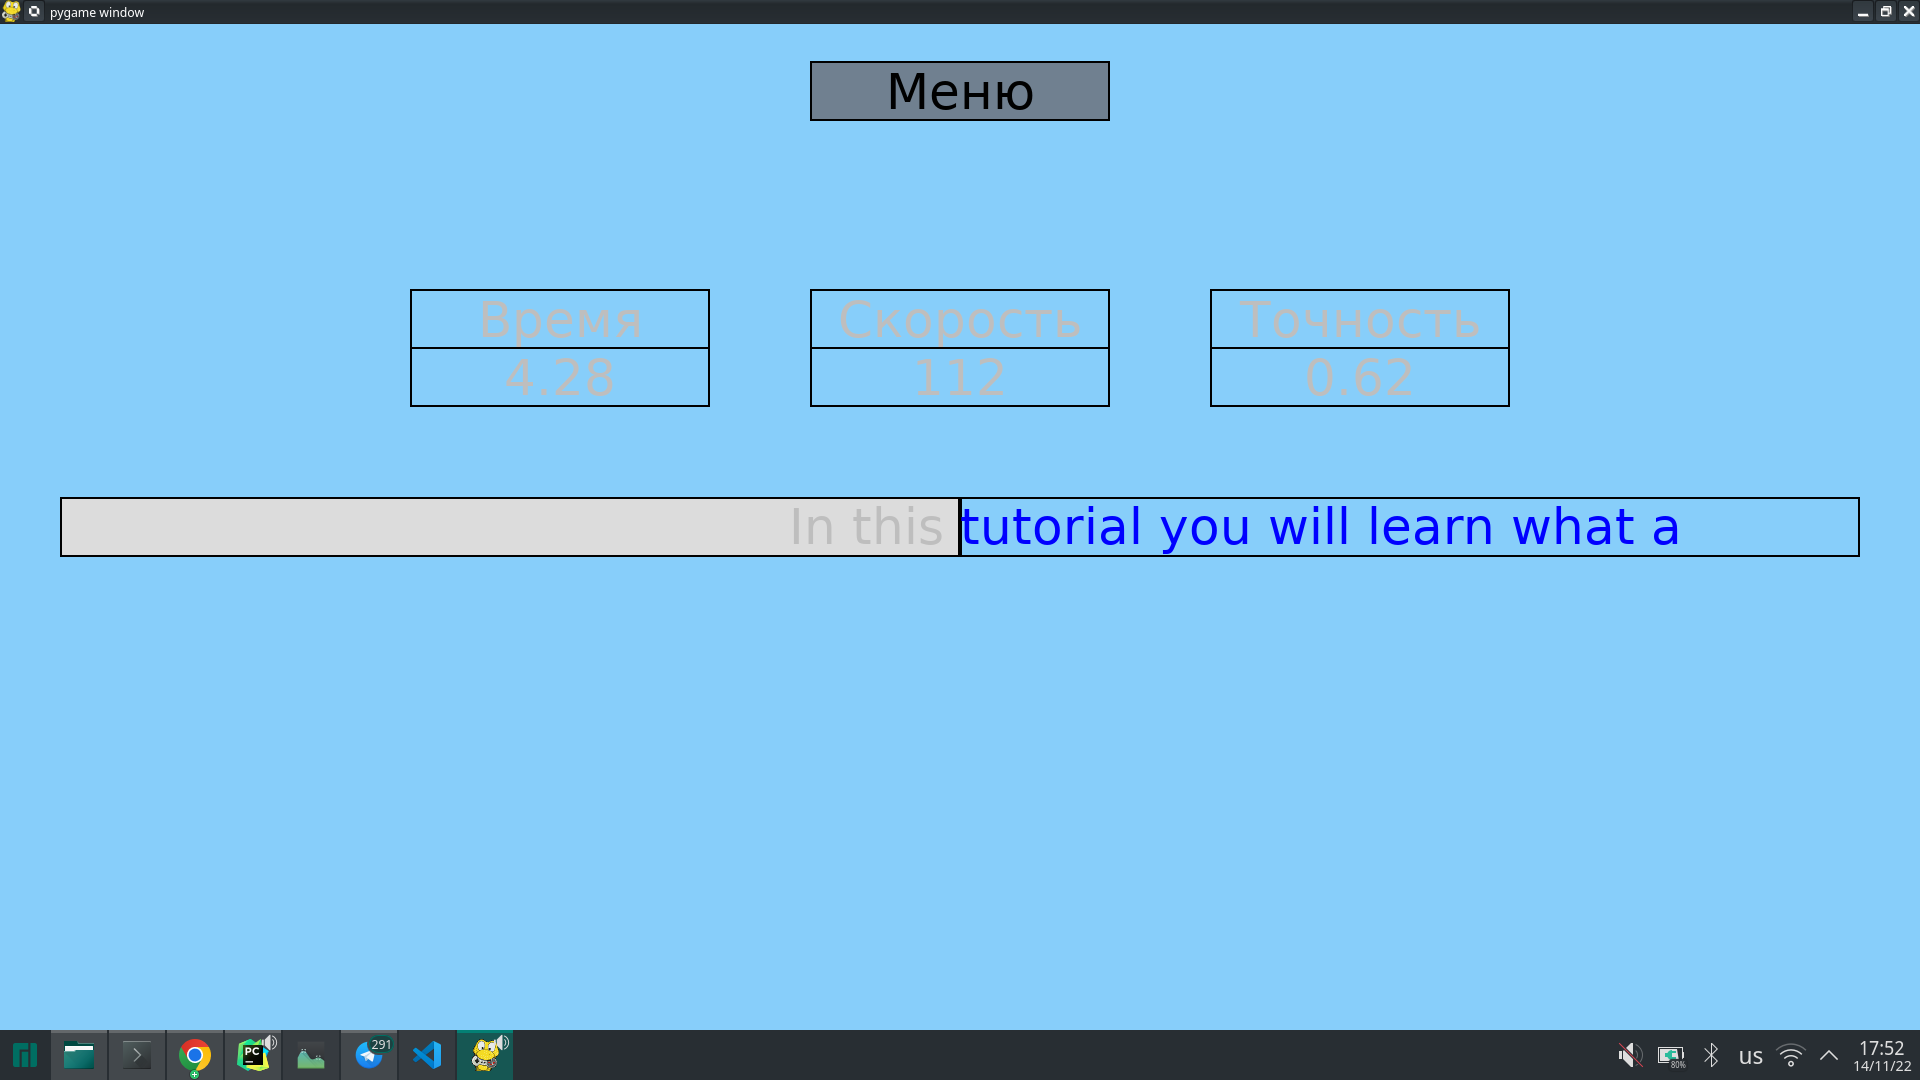 pygame window
Меню
Время
4.28
Скорость
112
Точность
0.62
In this tutorial you will learn what a
PC
291
80%
us
17:52
14/11/22